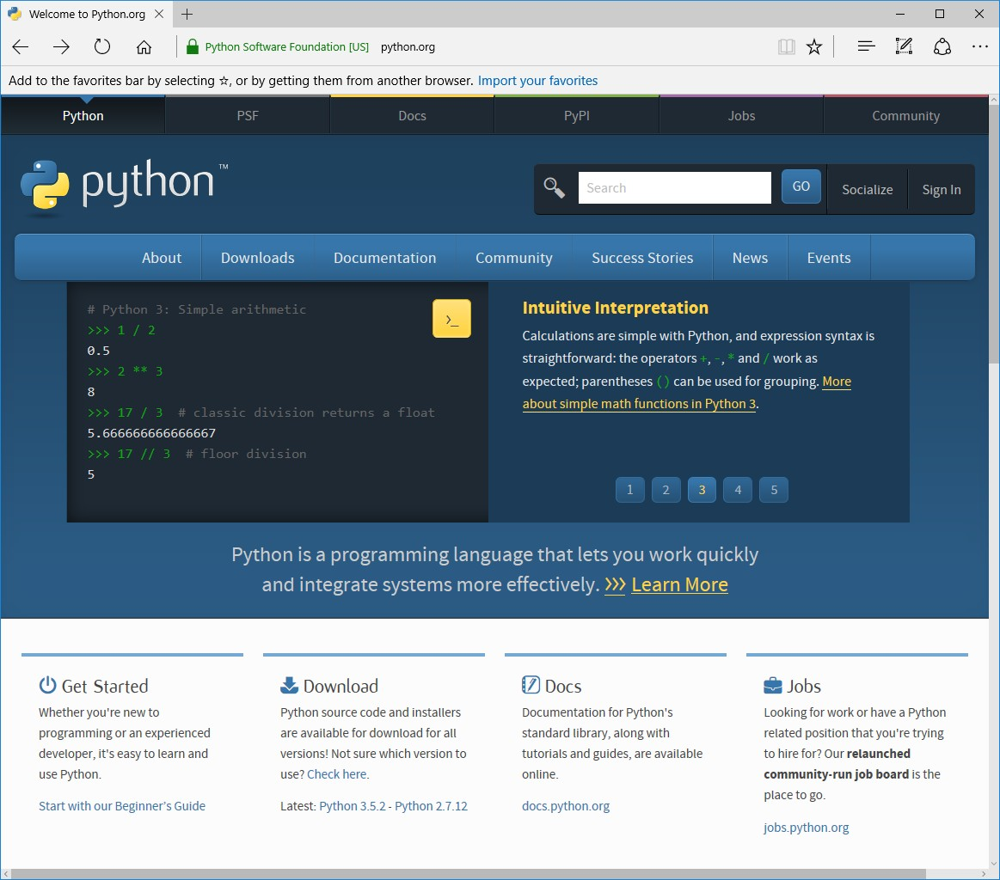 Welcome to Python.org
Python Software Foundation [US] python.org
Add to the favorites bar by selecting ☆, or by getting them from another browser. Import your favorites
Python PSF Docs PyPI Jobs Community
python™
Search GO Socialize Sign In
About Downloads Documentation Community Success Stories News Events
# Python 3: Simple arithmetic
>>> 1 / 2
0.5
>>> 2 ** 3
8
>>> 17 / 3  # classic division returns a float
5.666666666666667
>>> 17 // 3  # floor division
5
>_
Intuitive Interpretation
Calculations are simple with Python, and expression syntax is
straightforward: the operators +, -, * and / work as
expected; parentheses () can be used for grouping. More
about simple math functions in Python 3.
1 2 3 4 5
Python is a programming language that lets you work quickly
and integrate systems more effectively. >>> Learn More
Get Started
Whether you're new to
programming or an experienced
developer, it's easy to learn and
use Python.
Start with our Beginner's Guide
Download
Python source code and installers
are available for download for all
versions! Not sure which version to
use? Check here.
Latest: Python 3.5.2 - Python 2.7.12
Docs
Documentation for Python's
standard library, along with
tutorials and guides, are available
online.
docs.python.org
Jobs
Looking for work or have a Python
related position that you're trying
to hire for? Our relaunched
community-run job board is the
place to go.
jobs.python.org